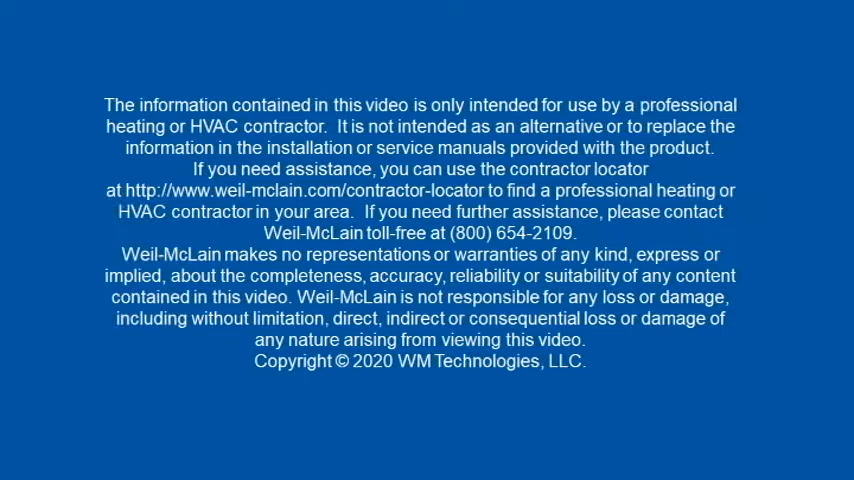 The information contained in this video is only intended for use by a professional
heating or HVAC contractor.  It is not intended as an alternative or to replace the
information in the installation or service manuals provided with the product.
If you need assistance, you can use the contractor locator
at http://www.weil-mclain.com/contractor-locator to find a professional heating or
HVAC contractor in your area.  If you need further assistance, please contact
Weil-McLain toll-free at (800) 654-2109.
Weil-McLain makes no representations or warranties of any kind, express or
implied, about the completeness, accuracy, reliability or suitability of any content
contained in this video. Weil-McLain is not responsible for any loss or damage,
including without limitation, direct, indirect or consequential loss or damage of
any nature arising from viewing this video.
Copyright © 2020 WM Technologies, LLC.